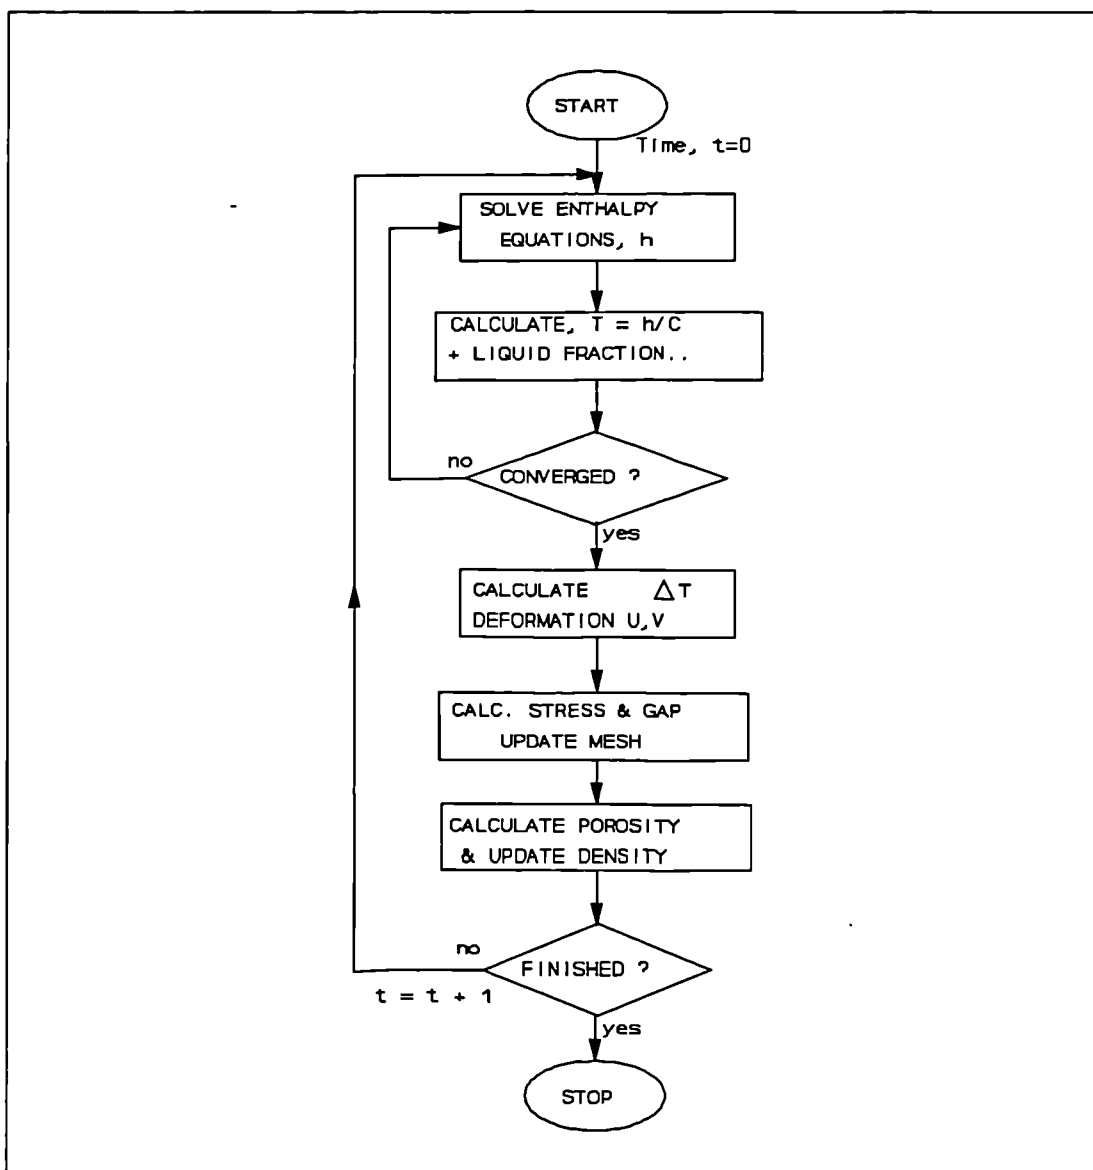 START
Time, t=0
SOLVE ENTHALPY
EQUATIONS, h
CALCULATE, T = h/C
+ LIQUID FRACTION..
no
CONVERGED ?
yes
CALCULATE △T
DEFORMATION U,V
CALC. STRESS & GAP
UPDATE MESH
CALCULATE POROSITY
& UPDATE DENSITY
no
FINISHED ?
t = t + 1
yes
STOP